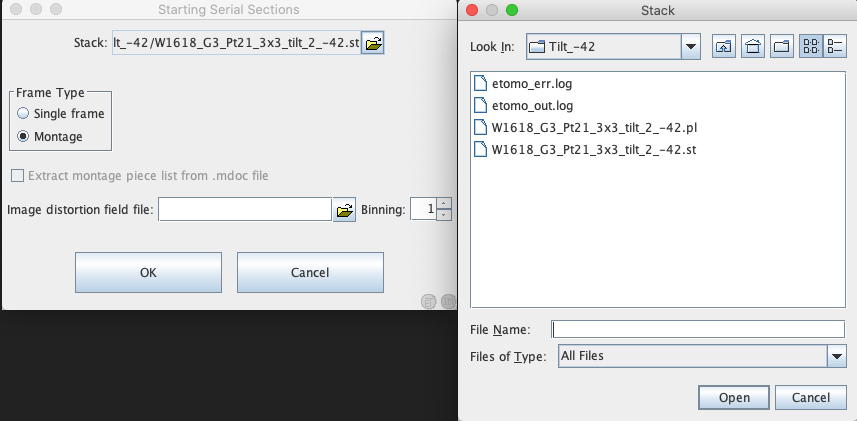 Starting Serial Sections
Stack: lt_-42/W1618_G3_Pt21_3x3_tilt_2_-42.st
Frame Type
Single frame
Montage
Extract montage piece list from .mdoc file
Image distortion field file: Binning: 1
OK Cancel
Stack
Look In: Tilt_-42
etomo_err.log
etomo_out.log
W1618_G3_Pt21_3x3_tilt_2_-42.pl
W1618_G3_Pt21_3x3_tilt_2_-42.st
File Name:
Files of Type: All Files
Open Cancel